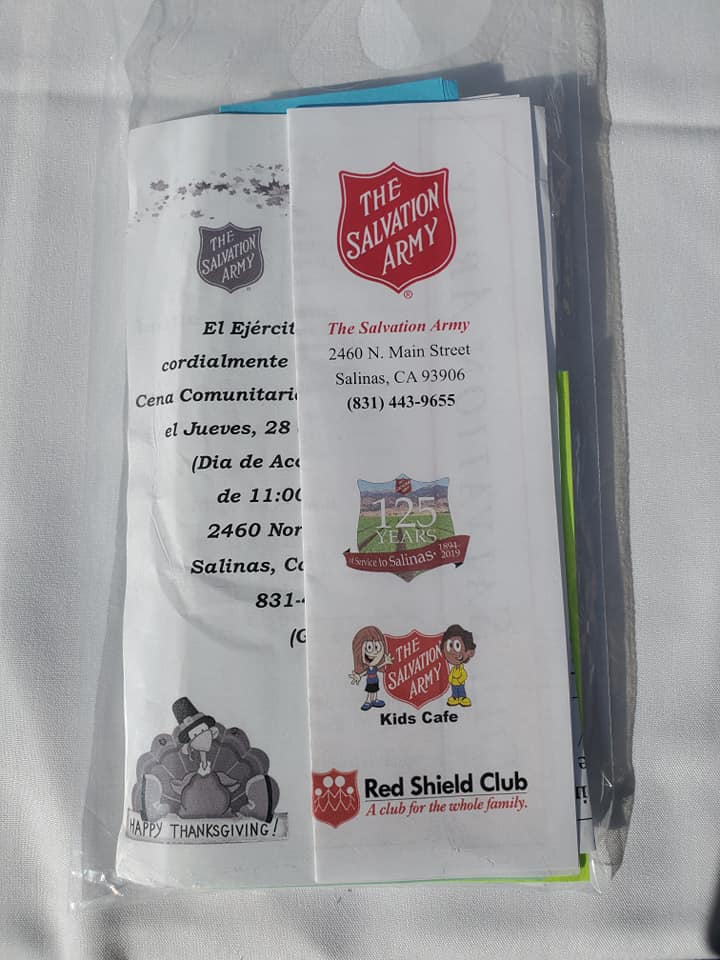 THE
SALVATION
ARMY
El Ejércit
cordialmente
Cena Comunitari
el Jueves, 28
(Dia de Acc
de 11:00
2460 Nor
Salinas, Ca
831-
(G
HAPPY THANKSGIVING!
THE
SALVATION
ARMY
®
The Salvation Army
2460 N. Main Street
Salinas, CA 93906
(831) 443-9655
125
YEARS
of Service to Salinas • 1894-
2019
THE
SALVATION
ARMY
Kids Cafe
Red Shield Club
A club for the whole family.